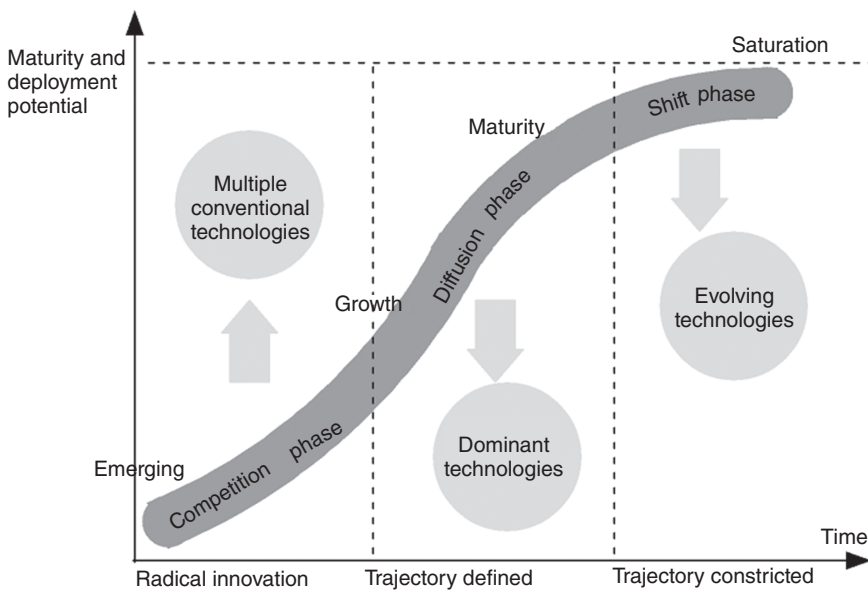 Maturity and
deployment
potential
Saturation
Shift phase
Maturity
Multiple
conventional
technologies
Diffusion phase
Evolving
technologies
Growth
Dominant
technologies
Emerging
Competition phase
Time
Radical innovation
Trajectory defined
Trajectory constricted